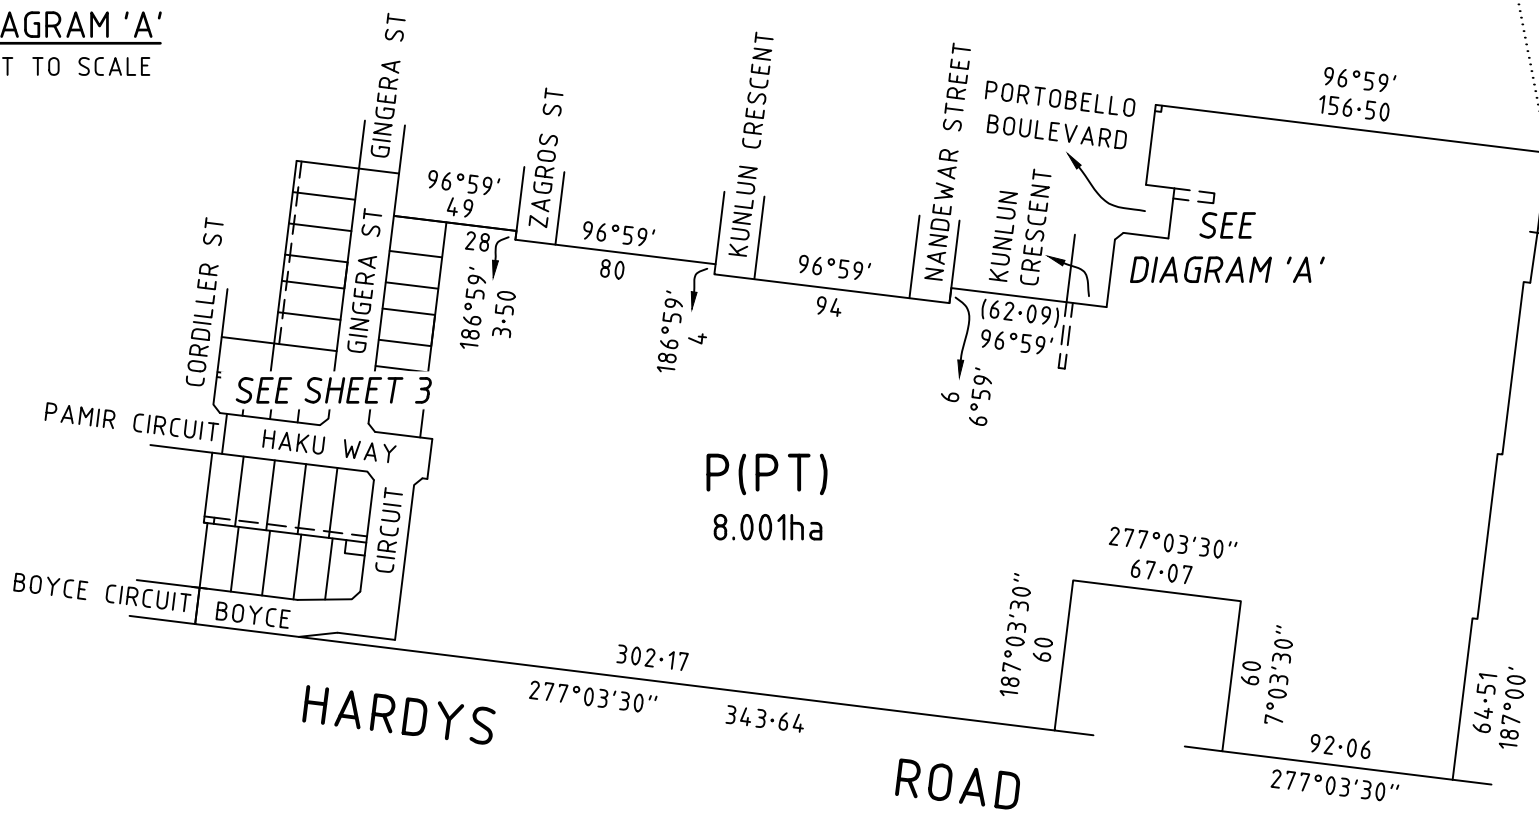 AGRAM 'A'
T TO SCALE
GINGERA ST
ZAGROS ST
KUNLUN CRESCENT
NANDEWAR STREET
PORTOBELLO
BOULEVARD
96°59'
156·50
96°59'
49
28
186°59'
3·50
96°59'
80
186°59'
4
96°59'
94
KUNLUN
CRESCENT
(62·09)
96°59'
6
6°59'
SEE
DIAGRAM 'A'
CORDILLER ST
GINGERA ST
SEE SHEET 3
PAMIR CIRCUIT
HAKU WAY
CIRCUIT
BOYCE CIRCUIT
BOYCE
P(PT)
8.001ha
277°03'30"
67·07
187°03'30"
60
60
7°03'30"
64·51
187°00'
302·17
277°03'30"
343·64
92·06
277°03'30"
HARDYS
ROAD